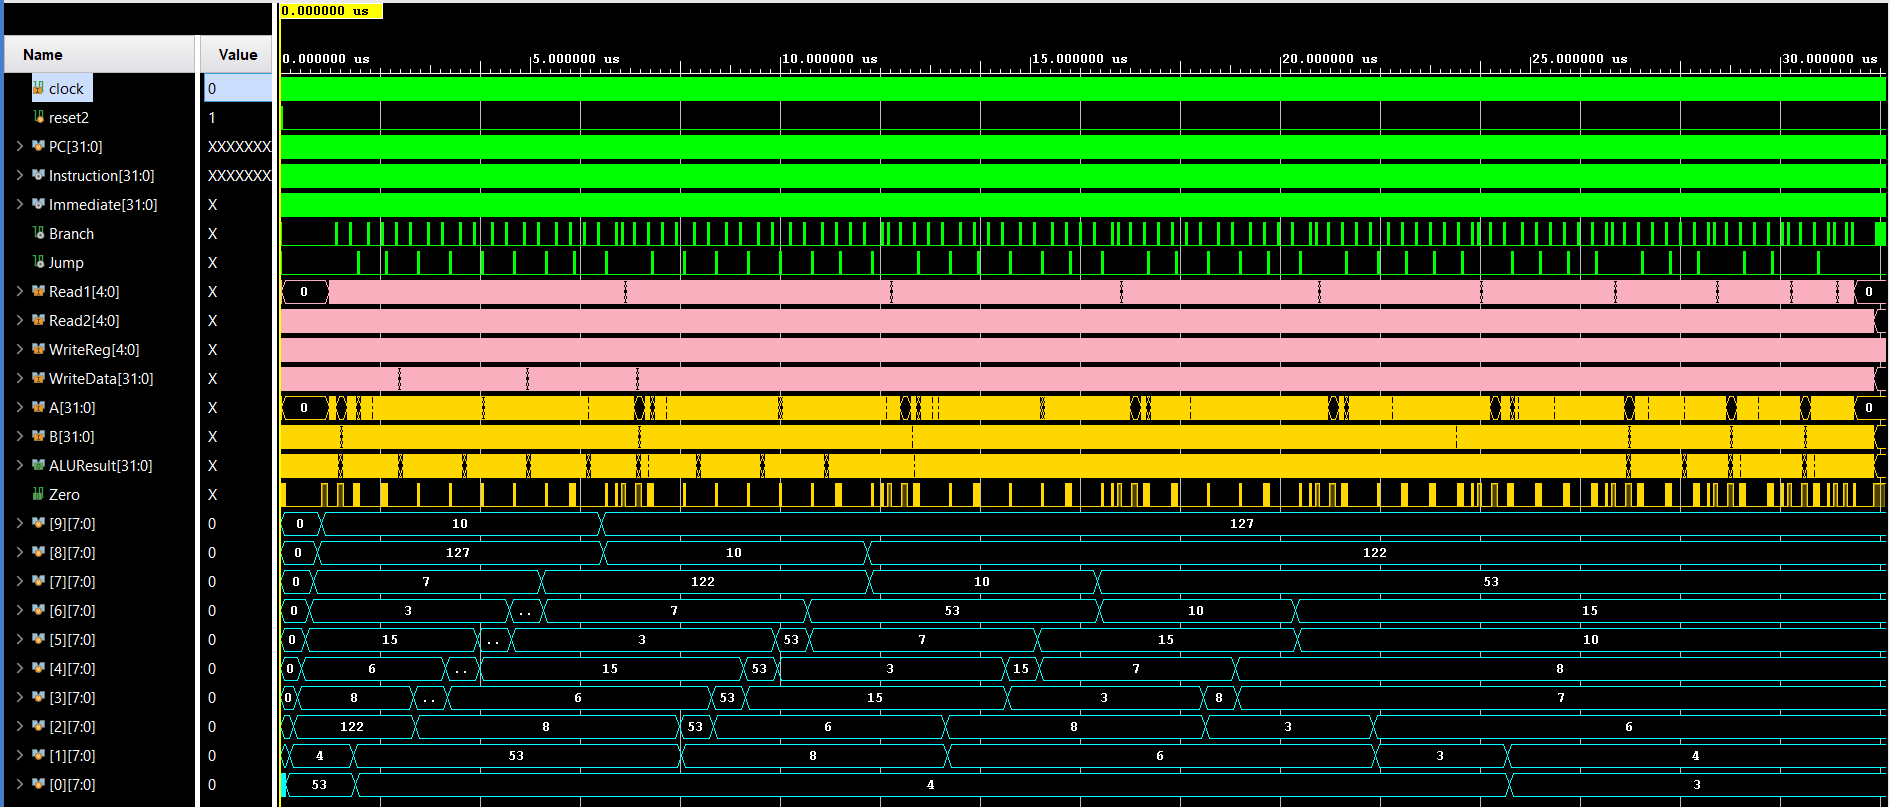 0.000000 us
Name Value 0.000000 us 5.000000 us 10.000000 us 15.000000 us 20.000000 us 25.000000 us 30.000000 us
clock 0
reset2 1
PC[31:0] XXXXXXXX
Instruction[31:0] XXXXXXXX
Immediate[31:0] X
Branch X
Jump X
Read1[4:0] X 0 0
Read2[4:0] X
WriteReg[4:0] X
WriteData[31:0] X
A[31:0] X 0 0
B[31:0] X
ALUResult[31:0] X
Zero X
[9][7:0] 0 0 10 127
[8][7:0] 0 0 127 10 122
[7][7:0] 0 0 7 122 10 53
[6][7:0] 0 0 3 .. 7 53 10 15
[5][7:0] 0 0 15 .. 3 53 7 15 10
[4][7:0] 0 0 6 .. 15 53 3 15 7 8
[3][7:0] 0 0 8 .. 6 53 15 3 8 7
[2][7:0] 0 122 8 53 6 8 3 6
[1][7:0] 0 4 53 8 6 3 4
[0][7:0] 0 53 4 3